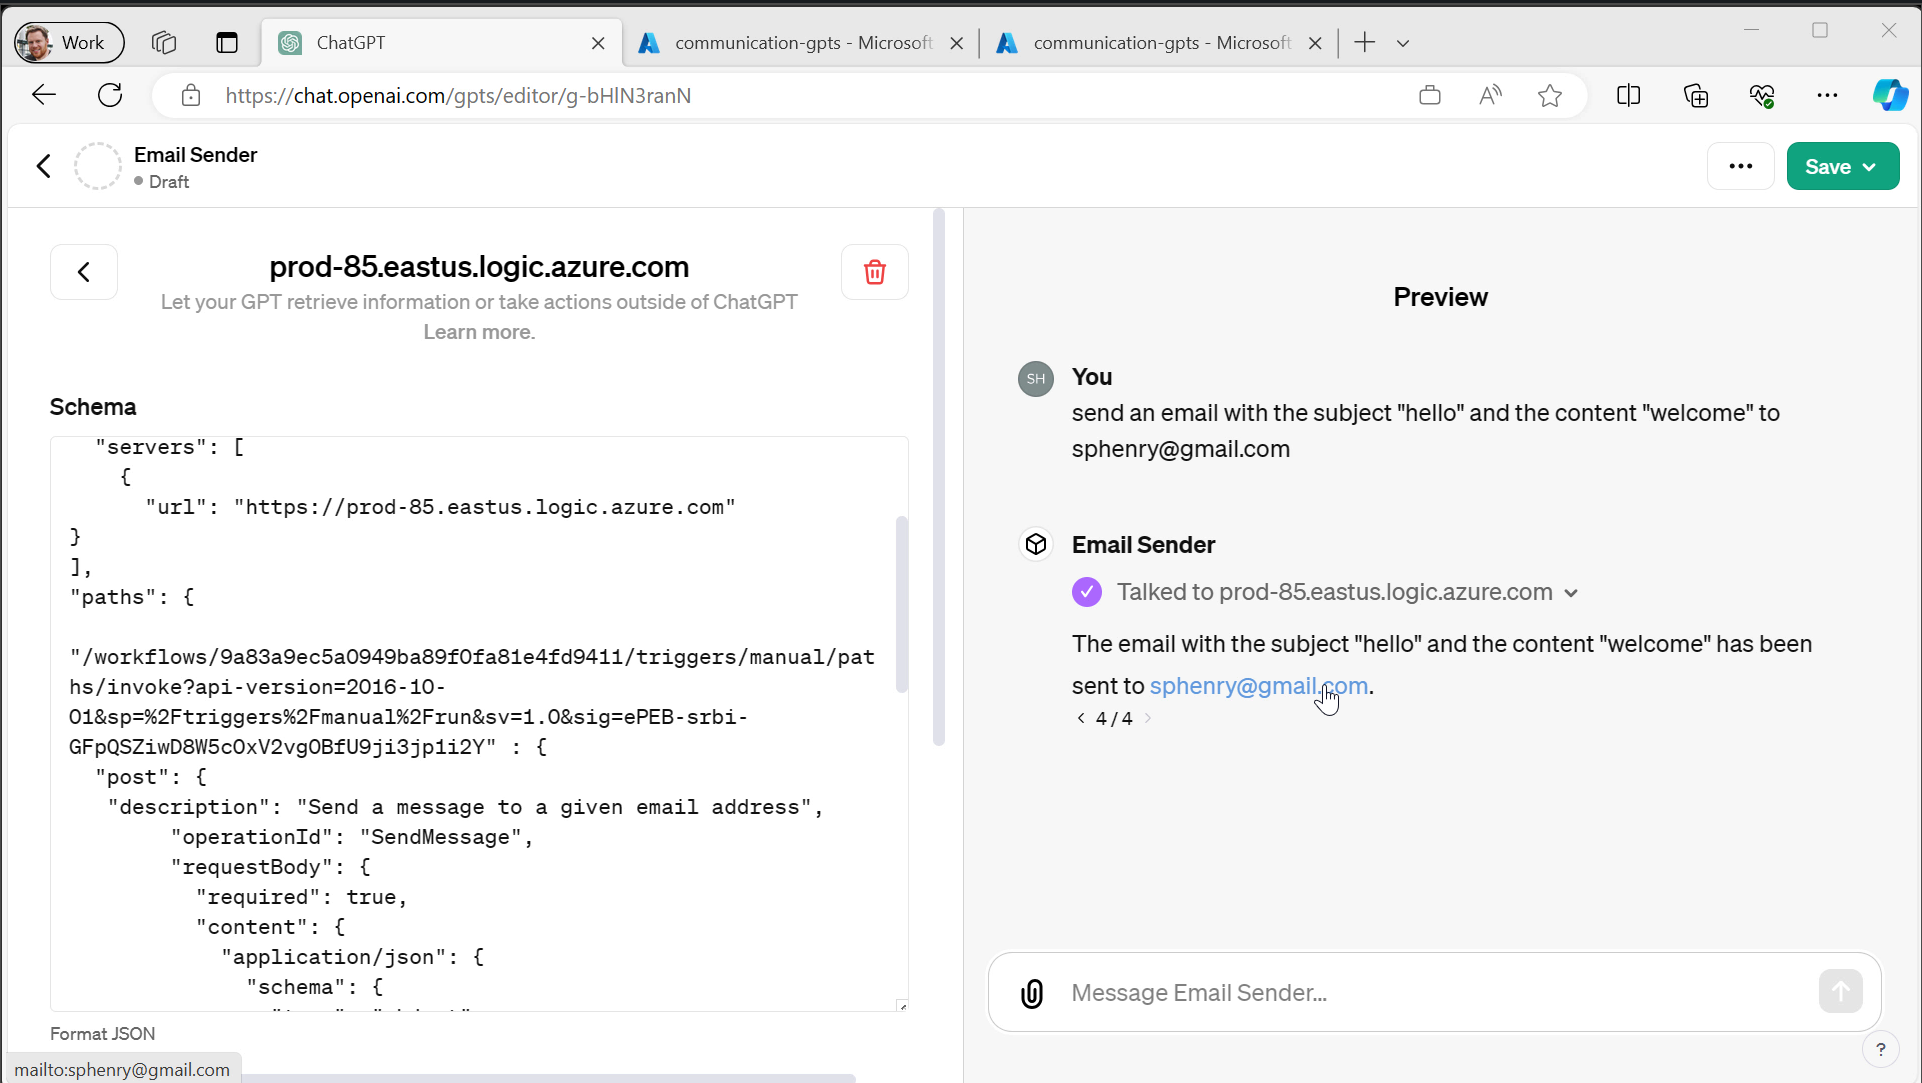 Work
ChatGPT
communication-gpts - Microsoft
communication-gpts - Microsoft
https://chat.openai.com/gpts/editor/g-bHlN3ranN
Email Sender
Draft
Save
prod-85.eastus.logic.azure.com
Let your GPT retrieve information or take actions outside of ChatGPT
Learn more.
Schema
"servers": [
{
"url": "https://prod-85.eastus.logic.azure.com"
}
],
"paths": {
"/workflows/9a83a9ec5a0949ba89f0fa81e4fd9411/triggers/manual/pat
hs/invoke?api-version=2016-10-
01&sp=%2Ftriggers%2Fmanual%2Frun&sv=1.0&sig=ePEB-srbi-
GFpQSZiwD8W5cOxV2vgOBfU9ji3jp1i2Y" : {
"post": {
"description": "Send a message to a given email address",
"operationId": "SendMessage",
"requestBody": {
"required": true,
"content": {
"application/json": {
"schema": {
Format JSON
mailto:sphenry@gmail.com
Preview
SH
You
send an email with the subject "hello" and the content "welcome" to
sphenry@gmail.com
Email Sender
Talked to prod-85.eastus.logic.azure.com
The email with the subject "hello" and the content "welcome" has been
sent to sphenry@gmail.com.
< 4 / 4 >
Message Email Sender...
?